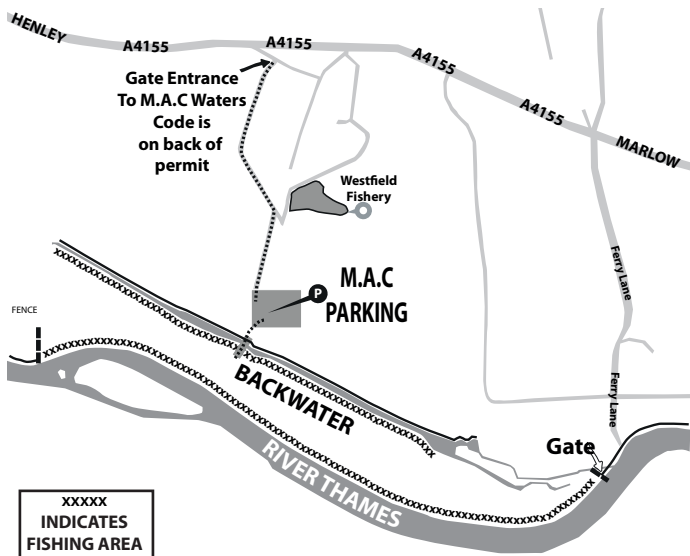 HENLEY
A4155
A4155
A4155
A4155
MARLOW
Gate Entrance
To M.A.C Waters
Code is
on back of
permit
Westfield
Fishery
P
M.A.C
PARKING
Ferry Lane
Ferry Lane
FENCE
BACKWATER
RIVER THAMES
Gate
xxxxx
INDICATES
FISHING AREA